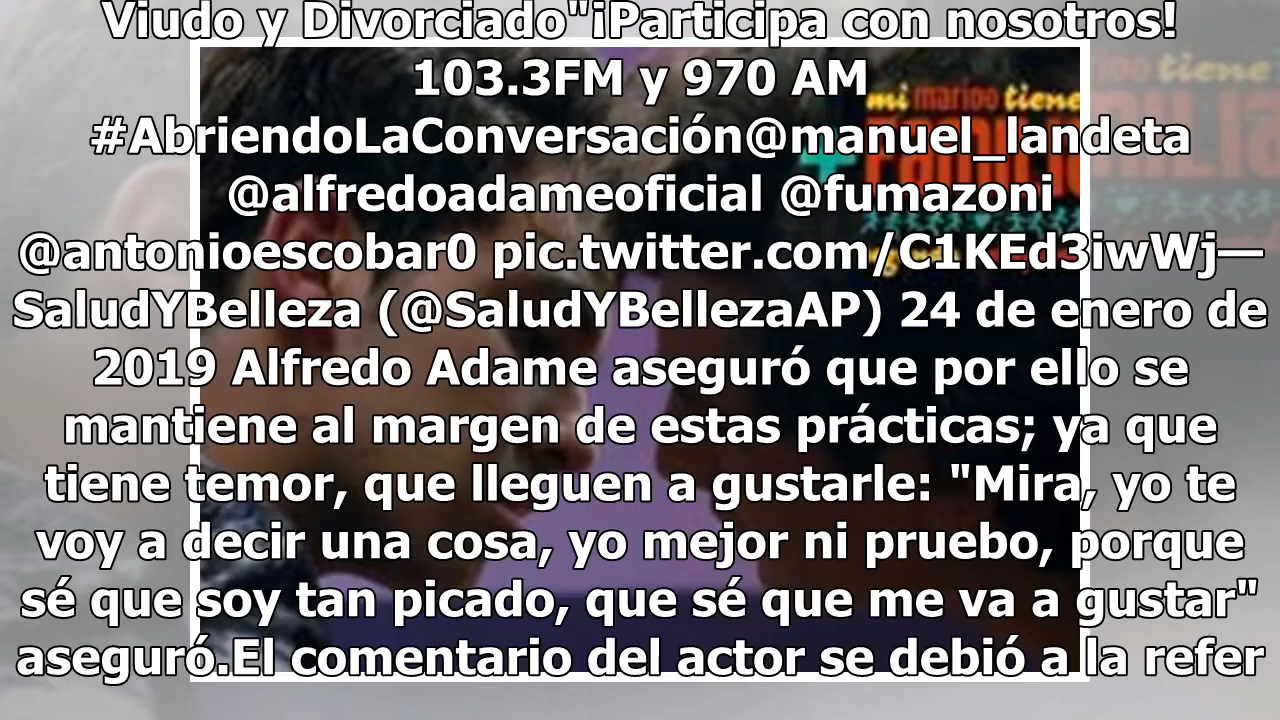 Viudo y Divorciado"¡Participa con nosotros!
103.3FM y 970 AM
#AbriendoLaConversación@manuel_landeta
@alfredoadameoficial @fumazoni
@antonioescobar0 pic.twitter.com/C1KEd3iwWj—
SaludYBelleza (@SaludYBellezaAP) 24 de enero de
2019 Alfredo Adame aseguró que por ello se
mantiene al margen de estas prácticas; ya que
tiene temor, que lleguen a gustarle: "Mira, yo te
voy a decir una cosa, yo mejor ni pruebo, porque
sé que soy tan picado, que sé que me va a gustar"
aseguró.El comentario del actor se debió a la refer
mi marido tiene
tiene